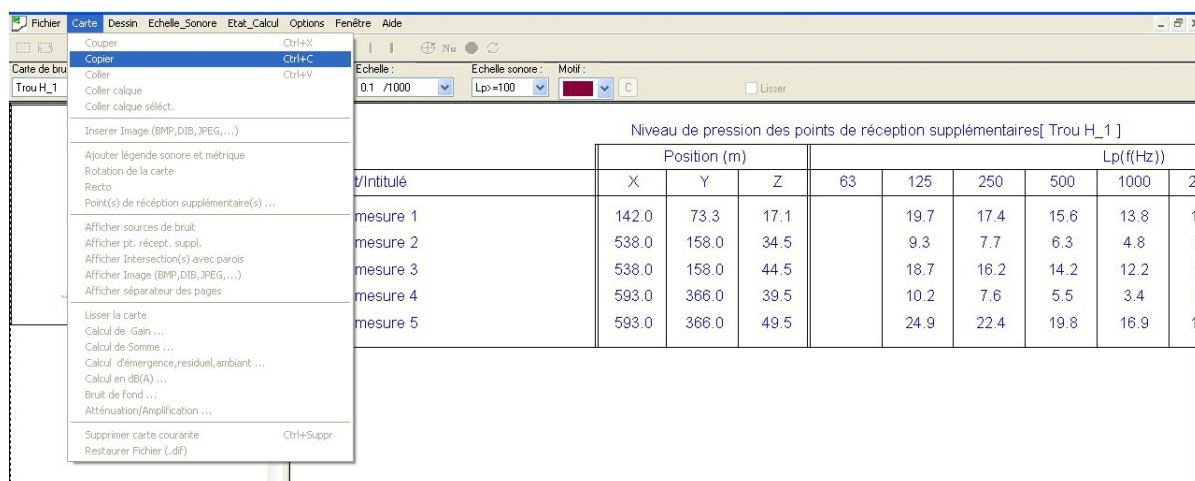 Fichier Carte Dessin Echelle_Sonore Etat_Calcul Options Fenêtre Aide
Nu
Carte de bru
Echelle :
Echelle sonore :
Motif :
Trou H_1
0.1 /1000
Lp>=100
C
Lisser
Couper Ctrl+X
Copier Ctrl+C
Coller Ctrl+V
Coller calque
Coller calque séléct.
Inserer Image (BMP,DIB,JPEG,...)
Ajouter légende sonore et métrique
Rotation de la carte
Recto
Point(s) de récéption supplémentaire(s) ...
Afficher sources de bruit
Afficher pt. récept. suppl.
Afficher Intersection(s) avec parois
Afficher Image (BMP,DIB,JPEG,...)
Afficher séparateur des pages
Lisser la carte
Calcul de Gain ...
Calcul de Somme ...
Calcul d'émergence,residuel,ambiant ...
Calcul en dB(A) ...
Bruit de fond ...
Atténuation/Amplification ...
Supprimer carte courante Ctrl+Suppr
Restaurer Fichier (.dif)
Niveau de pression des points de réception supplémentaires[ Trou H_1 ]
Position (m) Lp(f(Hz))
t/Intitulé X Y Z 63 125 250 500 1000 2
mesure 1 142.0 73.3 17.1 19.7 17.4 15.6 13.8 1
mesure 2 538.0 158.0 34.5 9.3 7.7 6.3 4.8
mesure 3 538.0 158.0 44.5 18.7 16.2 14.2 12.2
mesure 4 593.0 366.0 39.5 10.2 7.6 5.5 3.4
mesure 5 593.0 366.0 49.5 24.9 22.4 19.8 16.9 1